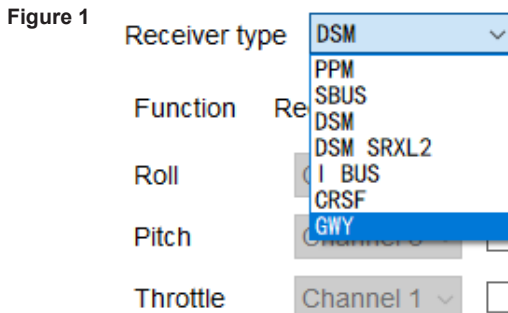 Figure 1
Receiver type DSM
PPM
SBUS
Function
DSM
DSM SRXL2
Roll
I BUS
CRSF
GWY
Pitch
Throttle Channel 1